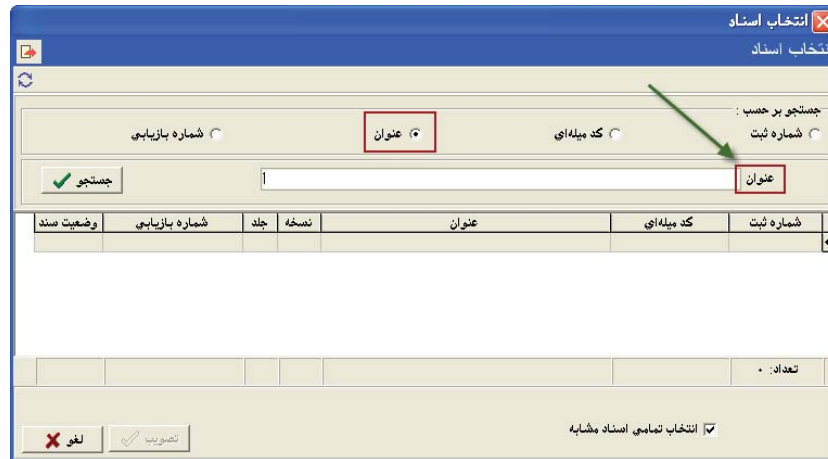 انتخاب اسناد
انتخاب اسناد
جستجو بر حسب :
شماره ثبت
کد میله‌ای
عنوان
شماره بازیابی
عنوان
1
جستجو
شماره ثبت
کد میله‌ای
عنوان
نسخه
جلد
شماره بازیابی
وضعیت سند
تعداد: ۰
انتخاب تمامی اسناد مشابه
تصویب
لغو